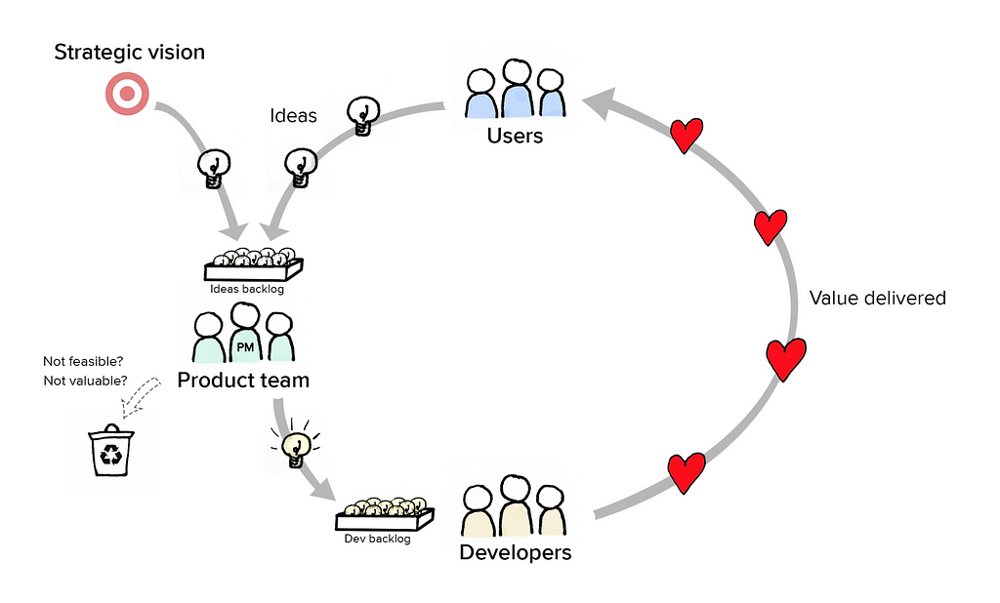 Strategic vision
Ideas
Users
Ideas backlog
PM
Product team
Not feasible?
Not valuable?
Value delivered
Dev backlog
Developers